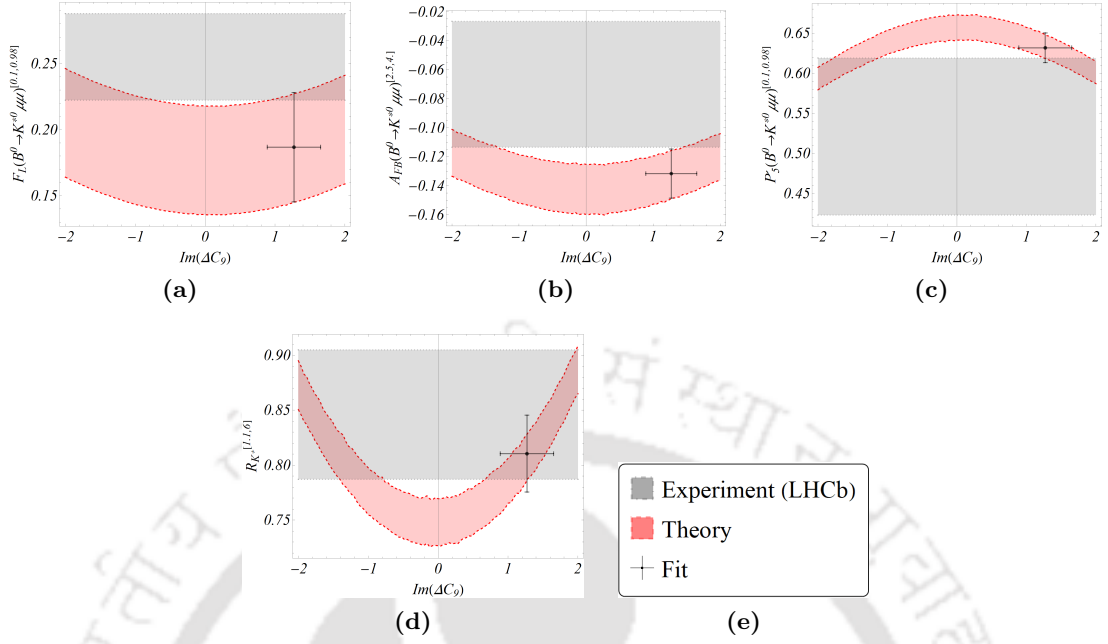 F_L(B^0→K^{*0} μμ)^{[0.1,0.98]}
0.25
0.20
0.15
−2 −1 0 1 2
Im(ΔC_9)
(a)
A_{FB}(B^0→K^{*0} μμ)^{[2.5,4.]}
−0.02
−0.04
−0.06
−0.08
−0.10
−0.12
−0.14
−0.16
−2 −1 0 1 2
Im(ΔC_9)
(b)
P_5'(B^0→K^{*0} μμ)^{[0.1,0.98]}
0.65
0.60
0.55
0.50
0.45
−2 −1 0 1 2
Im(ΔC_9)
(c)
R_{K^*}^{[1.1,6]}
0.90
0.85
0.80
0.75
−2 −1 0 1 2
Im(ΔC_9)
(d)
Experiment (LHCb)
Theory
Fit
(e)